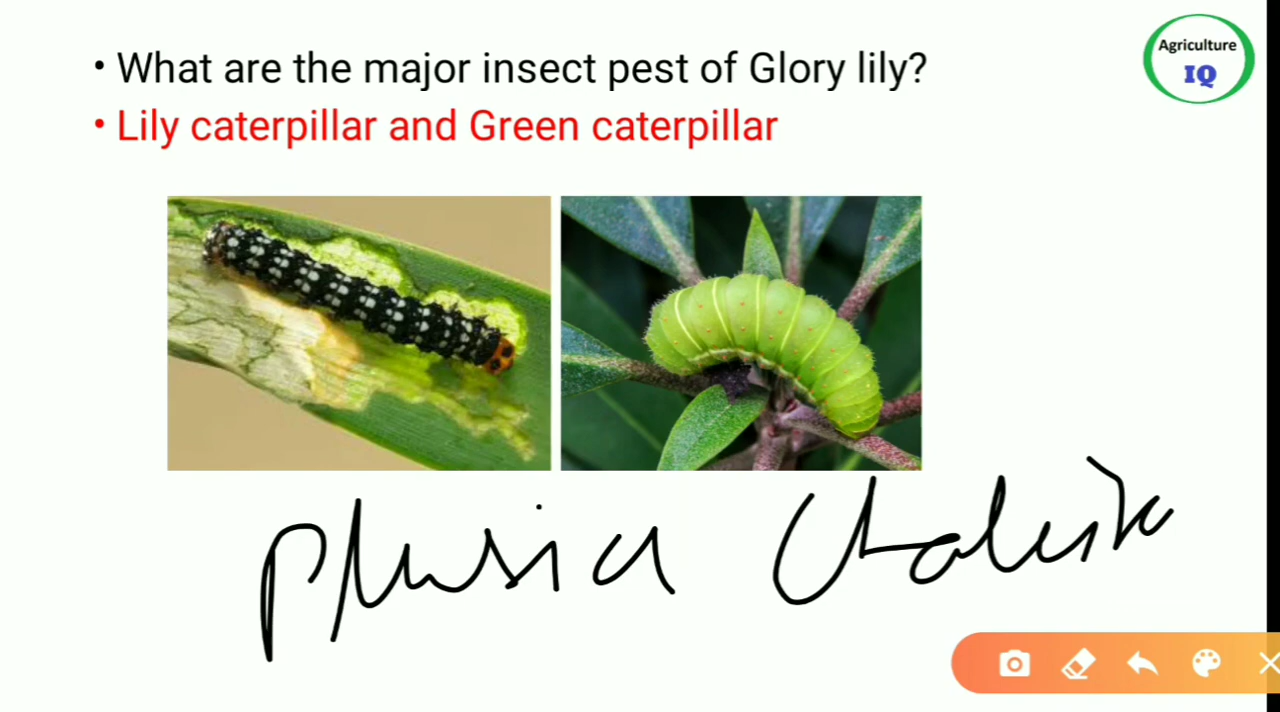 • What are the major insect pest of Glory lily?
• Lily caterpillar and Green caterpillar
Agriculture
IQ
Plusia